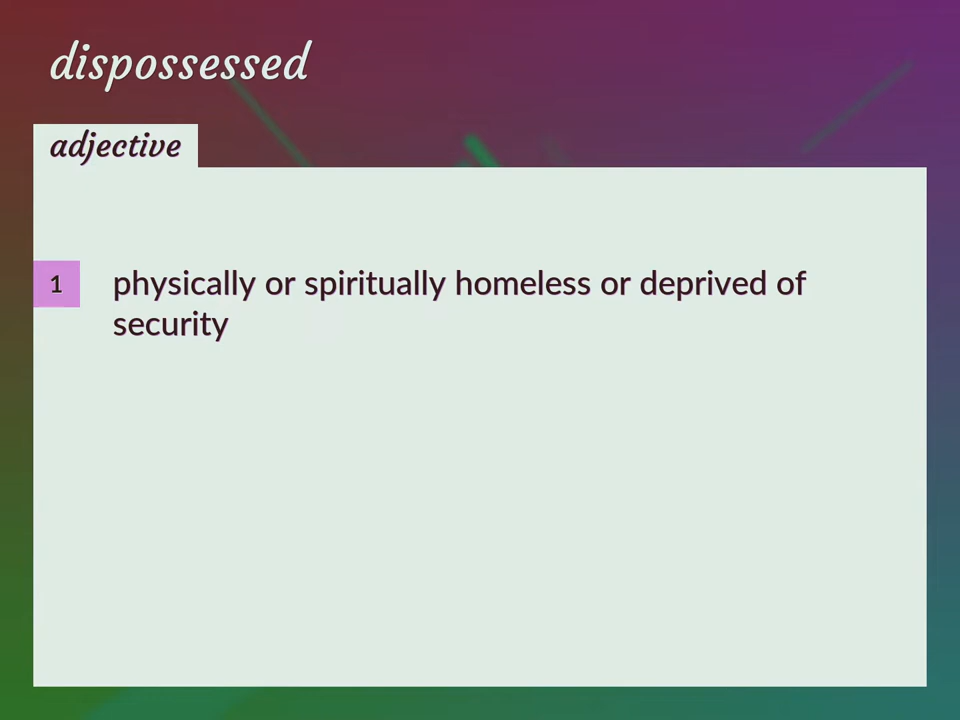 dispossessed
adjective
1
physically or spiritually homeless or deprived of
security